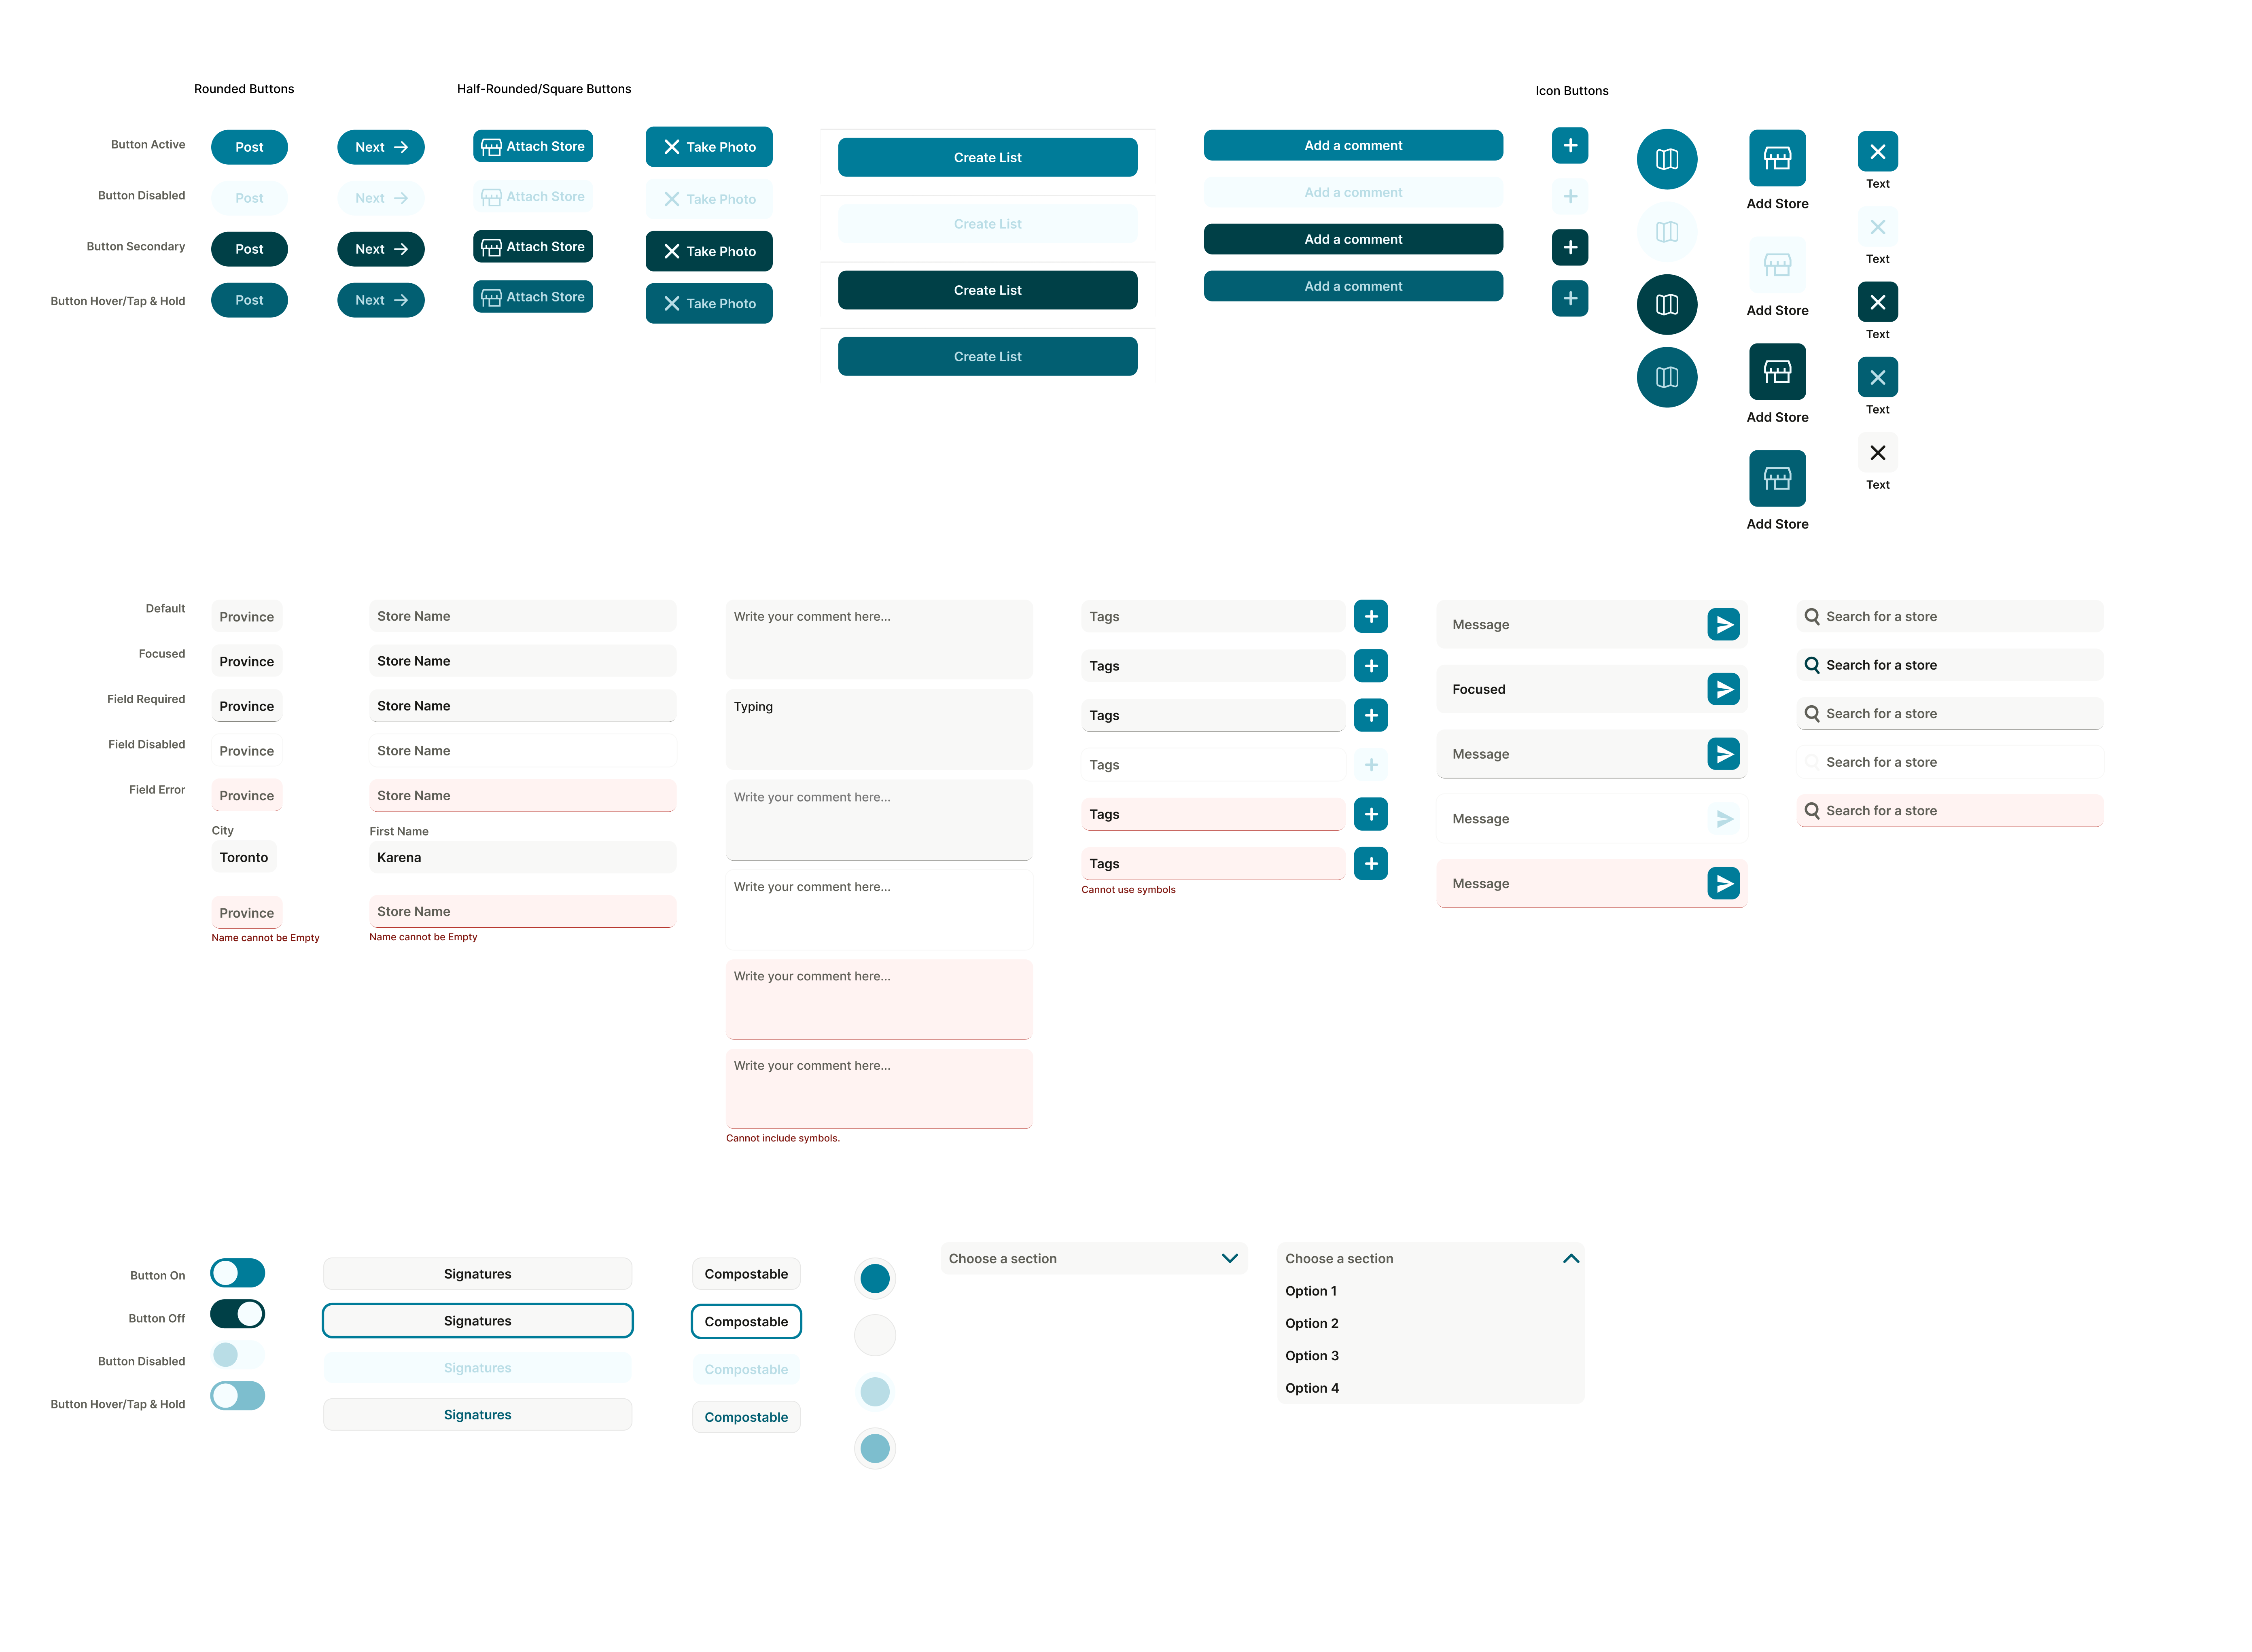 Rounded Buttons
Half-Rounded/Square Buttons
Icon Buttons
Button Active
Post
Next
Attach Store
Take Photo
Create List
Add a comment
Add Store
Text
Button Disabled
Post
Next
Attach Store
Take Photo
Create List
Add a comment
Add Store
Text
Button Secondary
Post
Next
Attach Store
Take Photo
Create List
Add a comment
Add Store
Text
Button Hover/Tap & Hold
Post
Next
Attach Store
Take Photo
Create List
Add a comment
Add Store
Text
Text
Default
Province
Store Name
Focused
Province
Store Name
Field Required
Province
Store Name
Field Disabled
Province
Store Name
Field Error
Province
Store Name
City
Toronto
First Name
Karena
Province
Name cannot be Empty
Store Name
Name cannot be Empty
Write your comment here...
Typing
Write your comment here...
Write your comment here...
Write your comment here...
Write your comment here...
Cannot include symbols.
Tags
Tags
Tags
Tags
Tags
Tags
Cannot use symbols
Message
Focused
Message
Message
Message
Search for a store
Search for a store
Search for a store
Search for a store
Search for a store
Button On
Signatures
Compostable
Button Off
Signatures
Compostable
Button Disabled
Signatures
Compostable
Button Hover/Tap & Hold
Signatures
Compostable
Choose a section
Choose a section
Option 1
Option 2
Option 3
Option 4